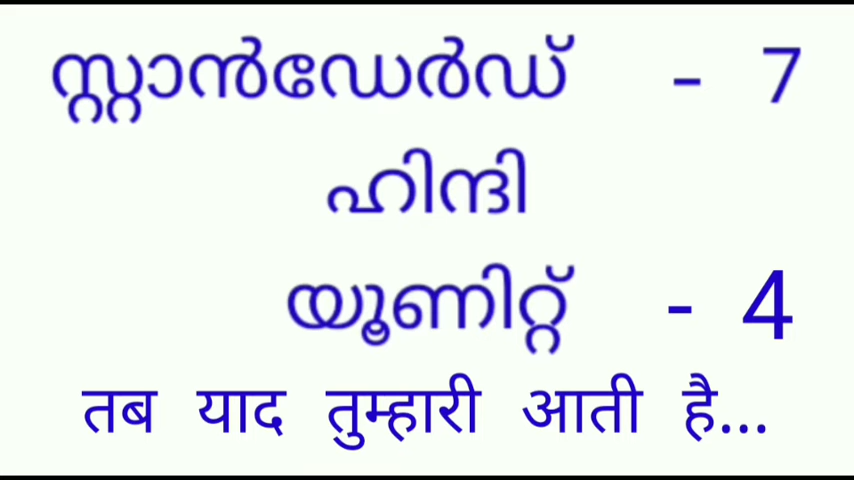 സ്റ്റാൻഡേർഡ് - 7
ഹിന്ദി
യൂണിറ്റ് - 4
तब याद तुम्हारी आती है...